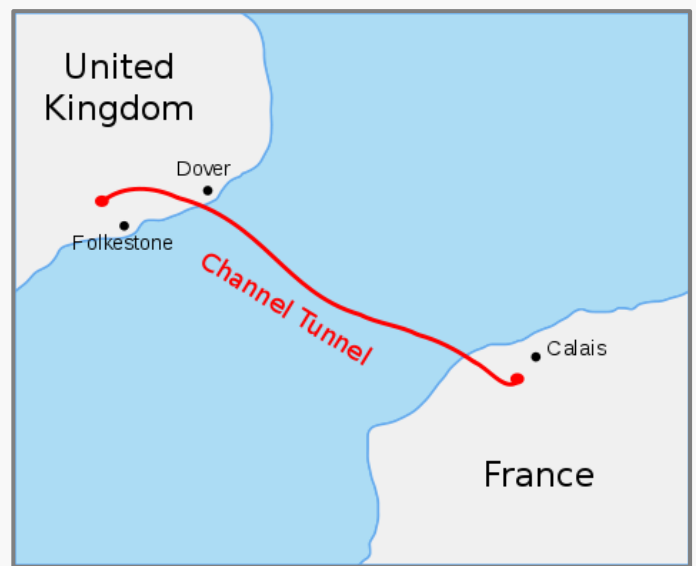 United
Kingdom
Dover
Folkestone
Channel Tunnel
Calais
France